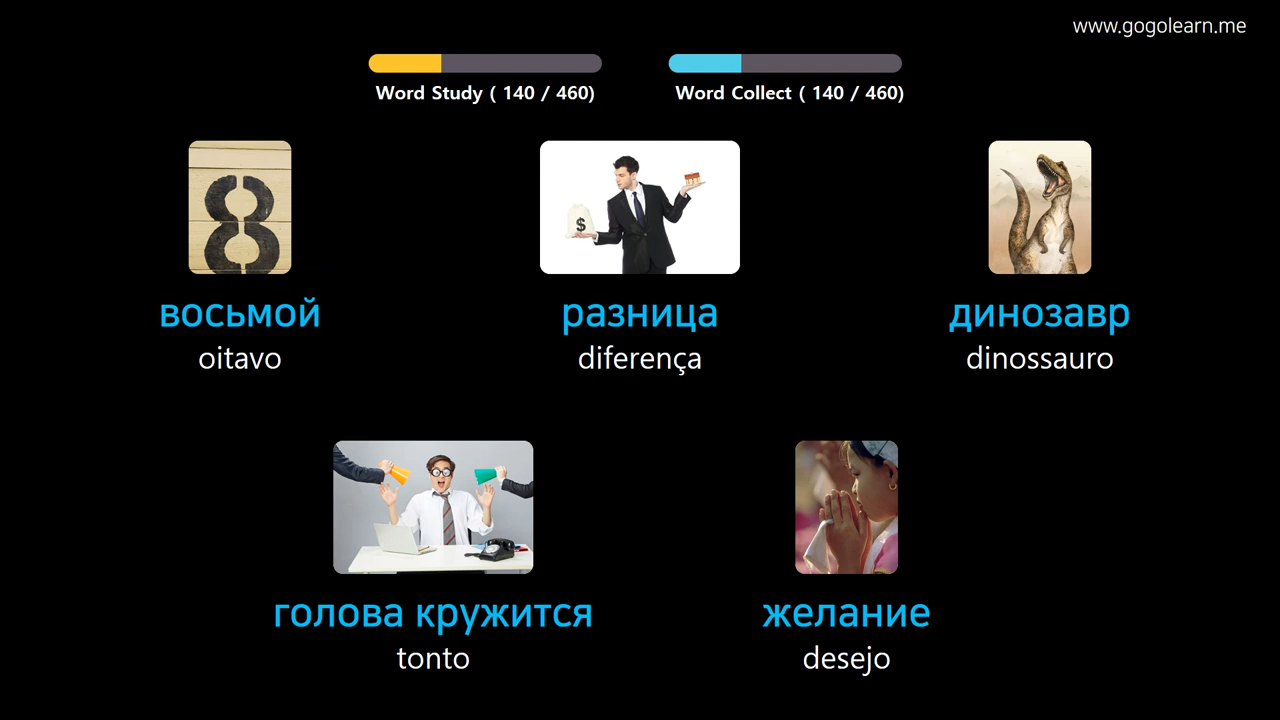 www.gogolearn.me
Word Study ( 140 / 460)
Word Collect ( 140 / 460)
8
$
восьмой
oitavo
разница
diferença
динозавр
dinossauro
голова кружится
tonto
желание
desejo